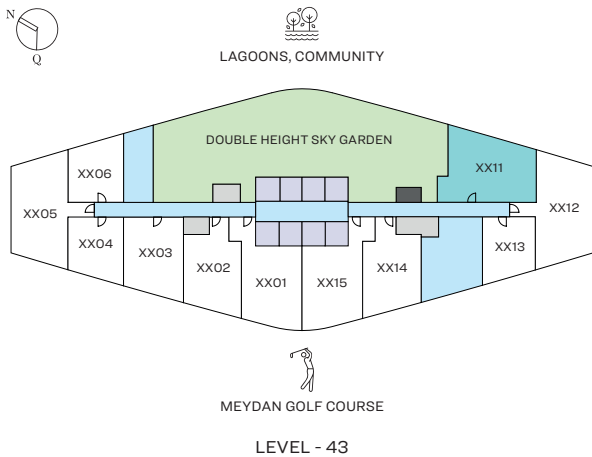 N
Q
LAGOONS, COMMUNITY
DOUBLE HEIGHT SKY GARDEN
XX06
XX11
XX05
XX12
XX04
XX03
XX02
XX01
XX15
XX14
XX13
MEYDAN GOLF COURSE
LEVEL - 43